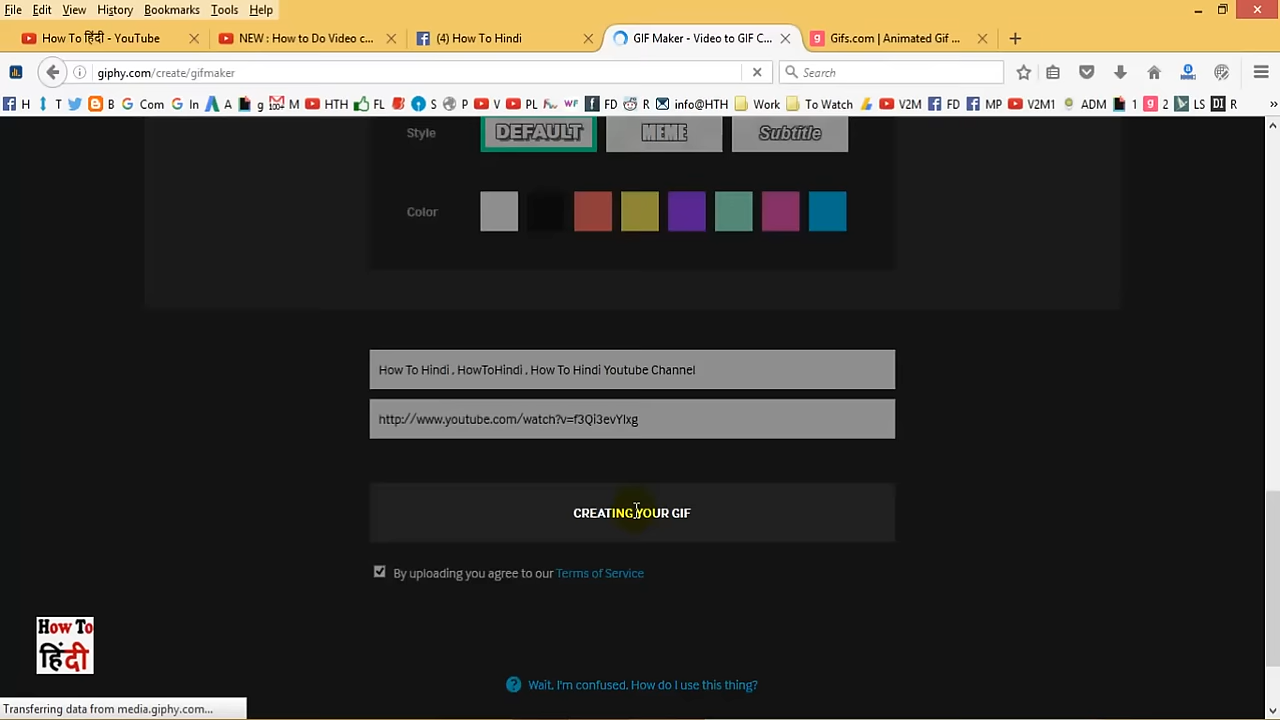 File Edit View History Bookmarks Tools Help
How To हिंदी - YouTube
NEW : How to Do Video c...
(4) How To Hindi
GIF Maker - Video to GIF C...
Gifs.com | Animated Gif ...
giphy.com/create/gifmaker
Search
H T B Com In A g M HTH FL S P V PL WF FD R info@HTH Work To Watch V2M FD MP V2M1 ADM 1 2 LS DI R
Style DEFAULT MEME Subtitle
Color
How To Hindi , HowToHindi , How To Hindi Youtube Channel
http://www.youtube.com/watch?v=f3Qi3evYlxg
CREATING YOUR GIF
By uploading you agree to our Terms of Service
How To
हिंदी
Wait, I'm confused. How do I use this thing?
Transferring data from media.giphy.com...